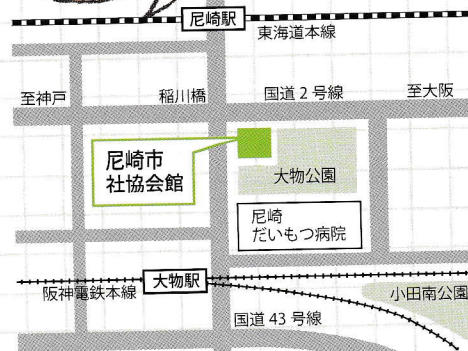 尼崎駅
東海道本線
至神戸
稲川橋
国道2号線
至大阪
尼崎市
社協会館
大物公園
尼崎
だいもつ病院
大物駅
阪神電鉄本線
小田南公園
国道43号線